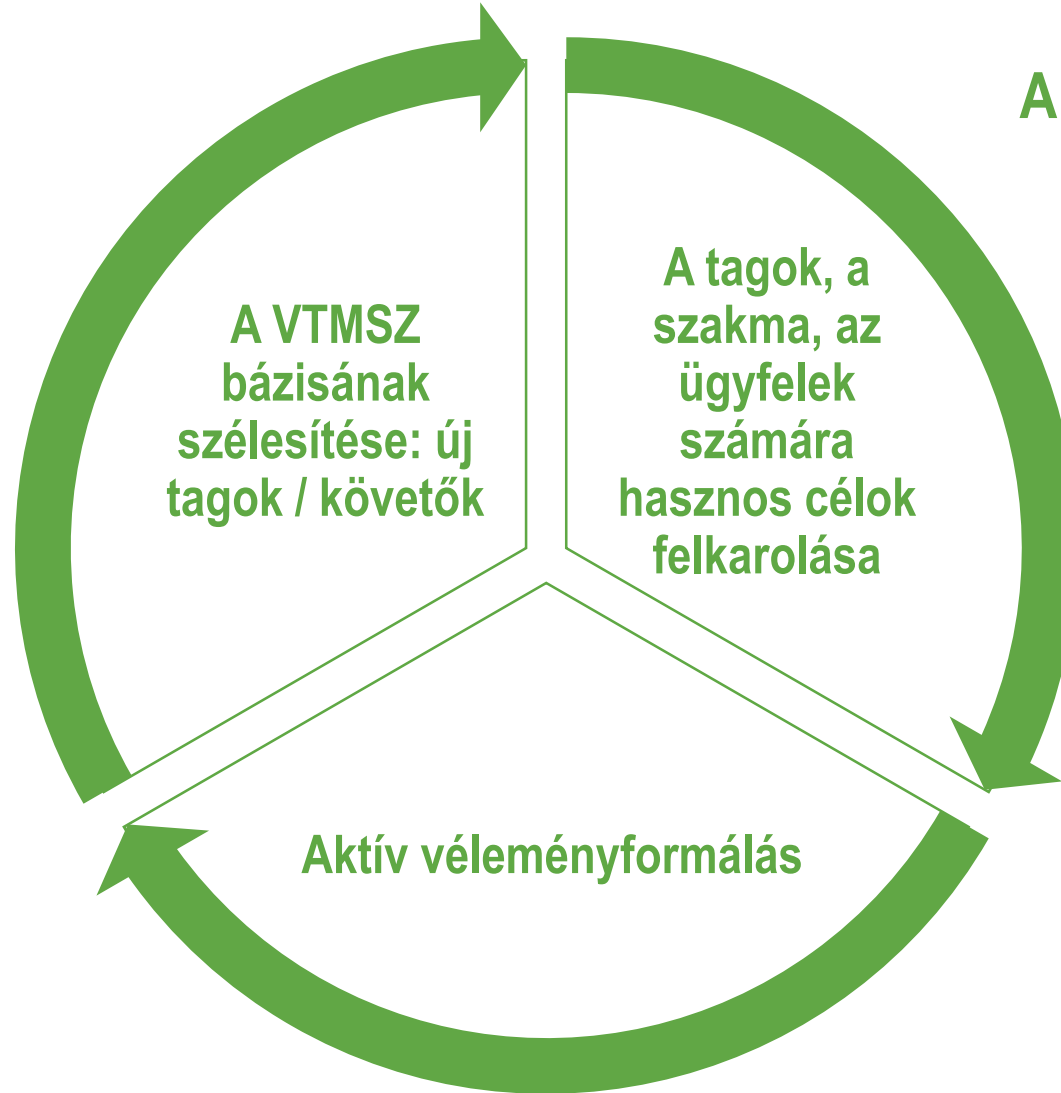 A
A VTMSZ
bázisának
szélesítése: új
tagok / követők
A tagok, a
szakma, az
ügyfelek
számára
hasznos célok
felkarolása
Aktív véleményformálás